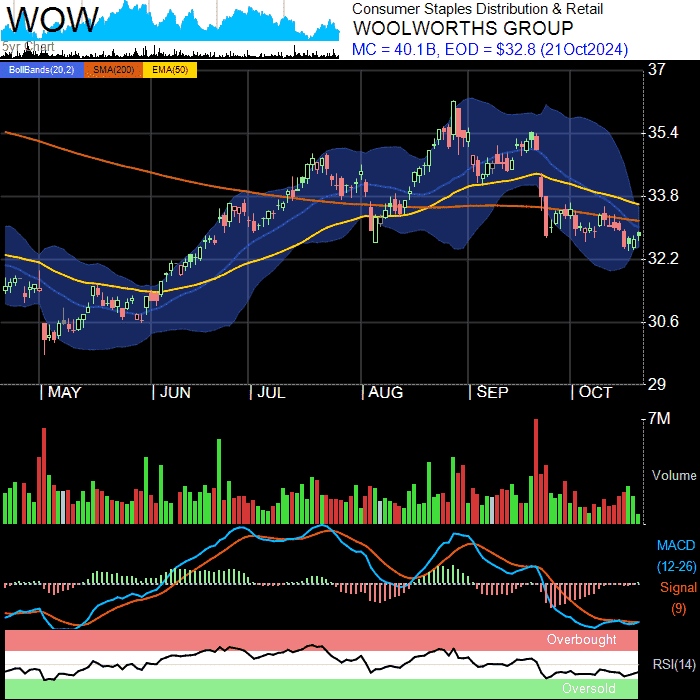 WOW
5yr Chart
Consumer Staples Distribution & Retail
WOOLWORTHS GROUP
MC = 40.1B, EOD = $32.8 (21Oct2024)
BollBands(20,2) SMA(200) EMA(50)
37
35.4
33.8
32.2
30.6
29
MAY JUN JUL AUG SEP OCT
7M
Volume
MACD
(12-26)
Signal
(9)
Overbought
RSI(14)
Oversold